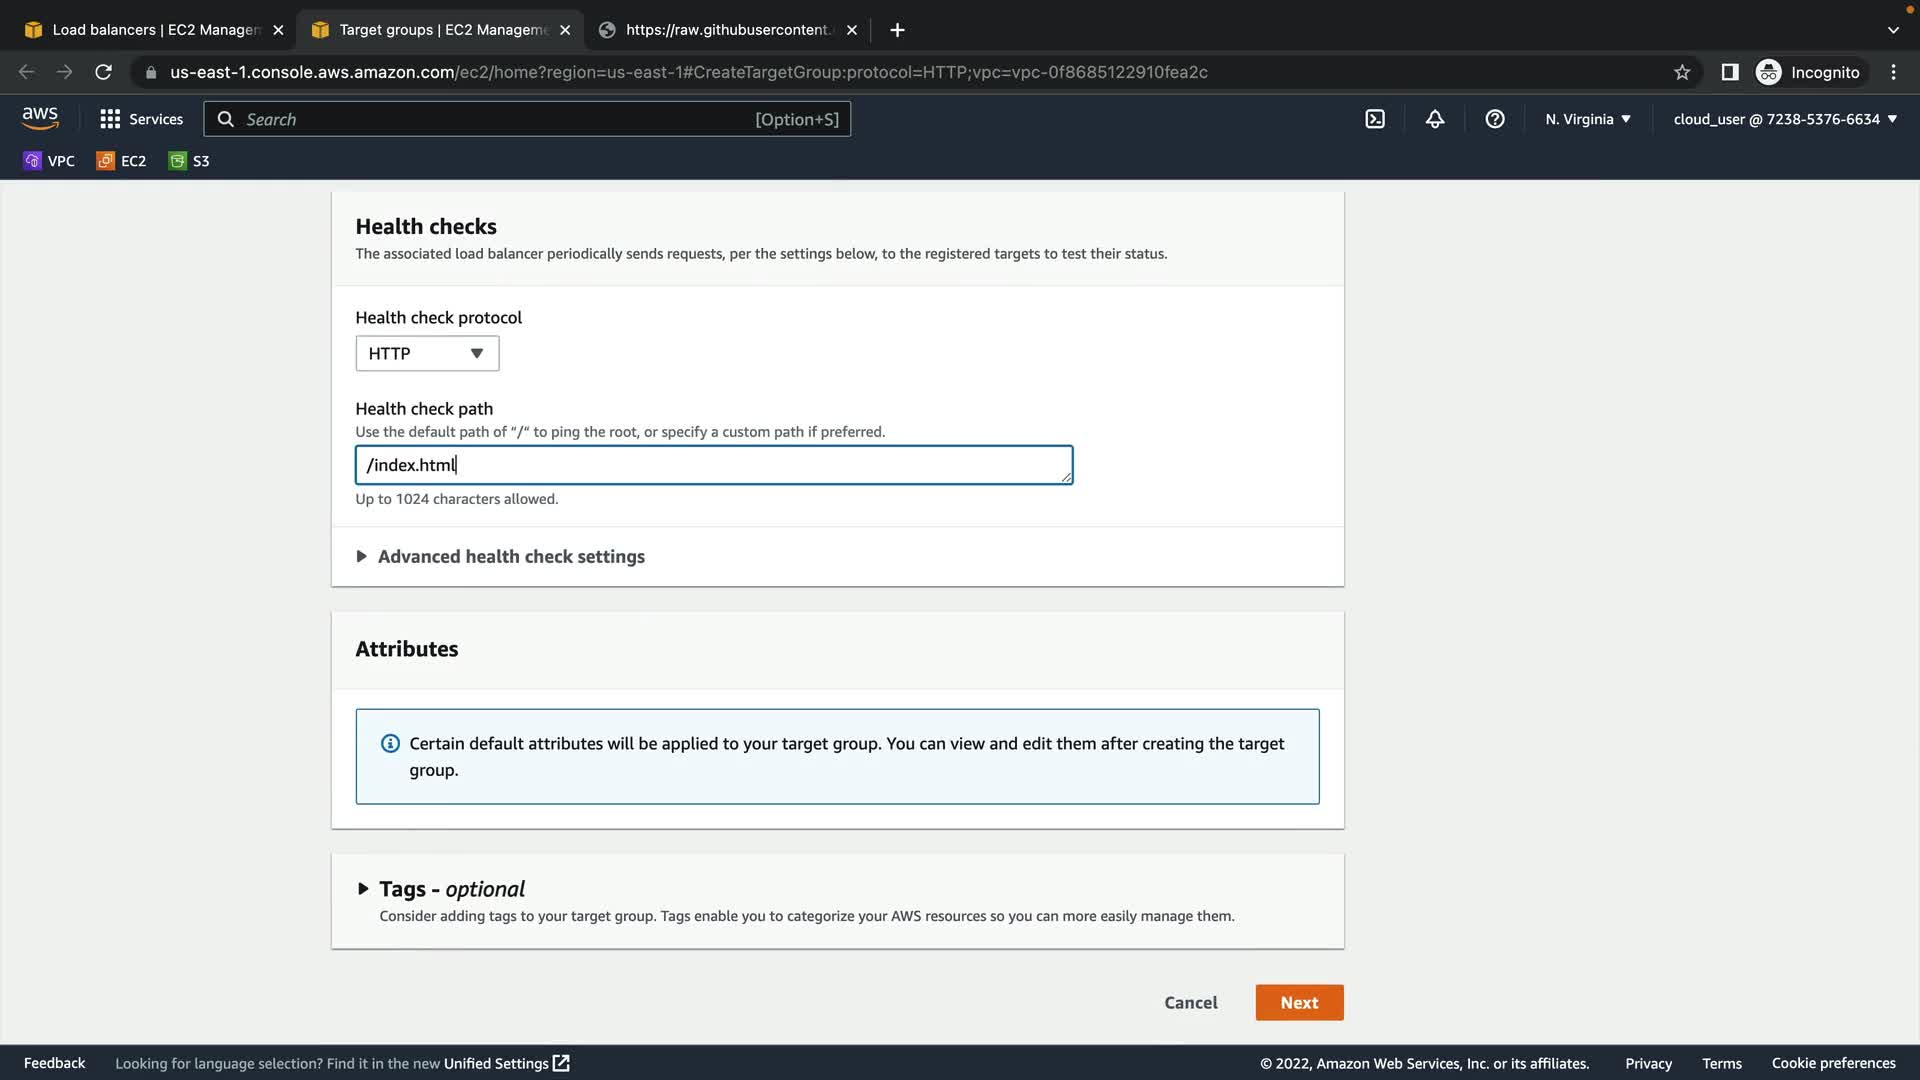 Load balancers | EC2 Managem
Target groups | EC2 Manageme
https://raw.githubusercontent.
us-east-1.console.aws.amazon.com/ec2/home?region=us-east-1#CreateTargetGroup:protocol=HTTP;vpc=vpc-0f8685122910fea2c
Incognito
aws
Services
Search
[Option+S]
N. Virginia
cloud_user @ 7238-5376-6634
VPC
EC2
S3
Health checks
The associated load balancer periodically sends requests, per the settings below, to the registered targets to test their status.
Health check protocol
HTTP
Health check path
Use the default path of “/“ to ping the root, or specify a custom path if preferred.
/index.html
Up to 1024 characters allowed.
Advanced health check settings
Attributes
Certain default attributes will be applied to your target group. You can view and edit them after creating the target
group.
Tags - optional
Consider adding tags to your target group. Tags enable you to categorize your AWS resources so you can more easily manage them.
Cancel
Next
Feedback
Looking for language selection? Find it in the new Unified Settings
© 2022, Amazon Web Services, Inc. or its affiliates.
Privacy
Terms
Cookie preferences